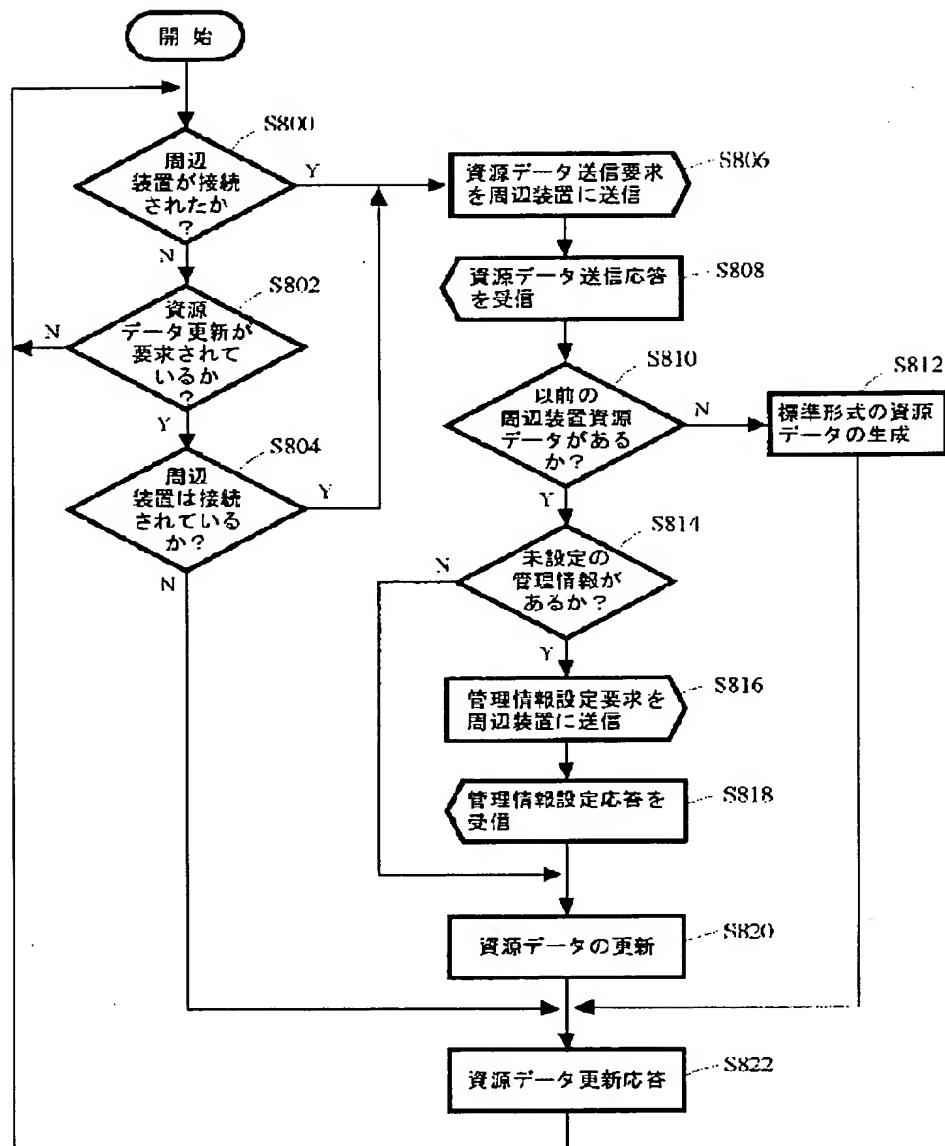 開始
S800
周辺
装置が接続
されたか
?
Y
N
S802
資源
データ更新が
要求されて
いるか
?
N
Y
S804
周辺
装置は接続
されている
か?
Y
N
S806
資源データ送信要求
を周辺装置に送信
S808
資源データ送信応答
を受信
S810
以前の
周辺装置資源
データがある
か?
N
Y
S812
標準形式の資源
データの生成
S814
未設定の
管理情報が
あるか?
N
Y
S816
管理情報設定要求を
周辺装置に送信
S818
管理情報設定応答を
受信
S820
資源データの更新
S822
資源データ更新応答